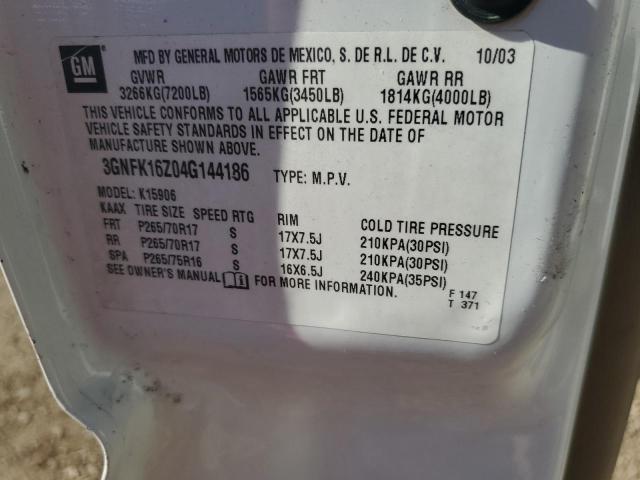 GM
MFD BY GENERAL MOTORS DE MEXICO, S. DE R.L. DE C.V. 10/03
GVWR GAWR FRT GAWR RR
3266KG(7200LB) 1565KG(3450LB) 1814KG(4000LB)
THIS VEHICLE CONFORMS TO ALL APPLICABLE U.S. FEDERAL MOTOR
VEHICLE SAFETY STANDARDS IN EFFECT ON THE DATE OF
MANUFACTURE SHOWN ABOVE.
3GNFK16Z04G144186 TYPE: M.P.V.
MODEL: K15906
KAAX TIRE SIZE SPEED RTG RIM COLD TIRE PRESSURE
FRT P265/70R17 S 17X7.5J 210KPA(30PSI)
RR P265/70R17 S 17X7.5J 210KPA(30PSI)
SPA P265/75R16 S 16X6.5J 240KPA(35PSI)
SEE OWNER'S MANUAL FOR MORE INFORMATION.
F 147
T 371